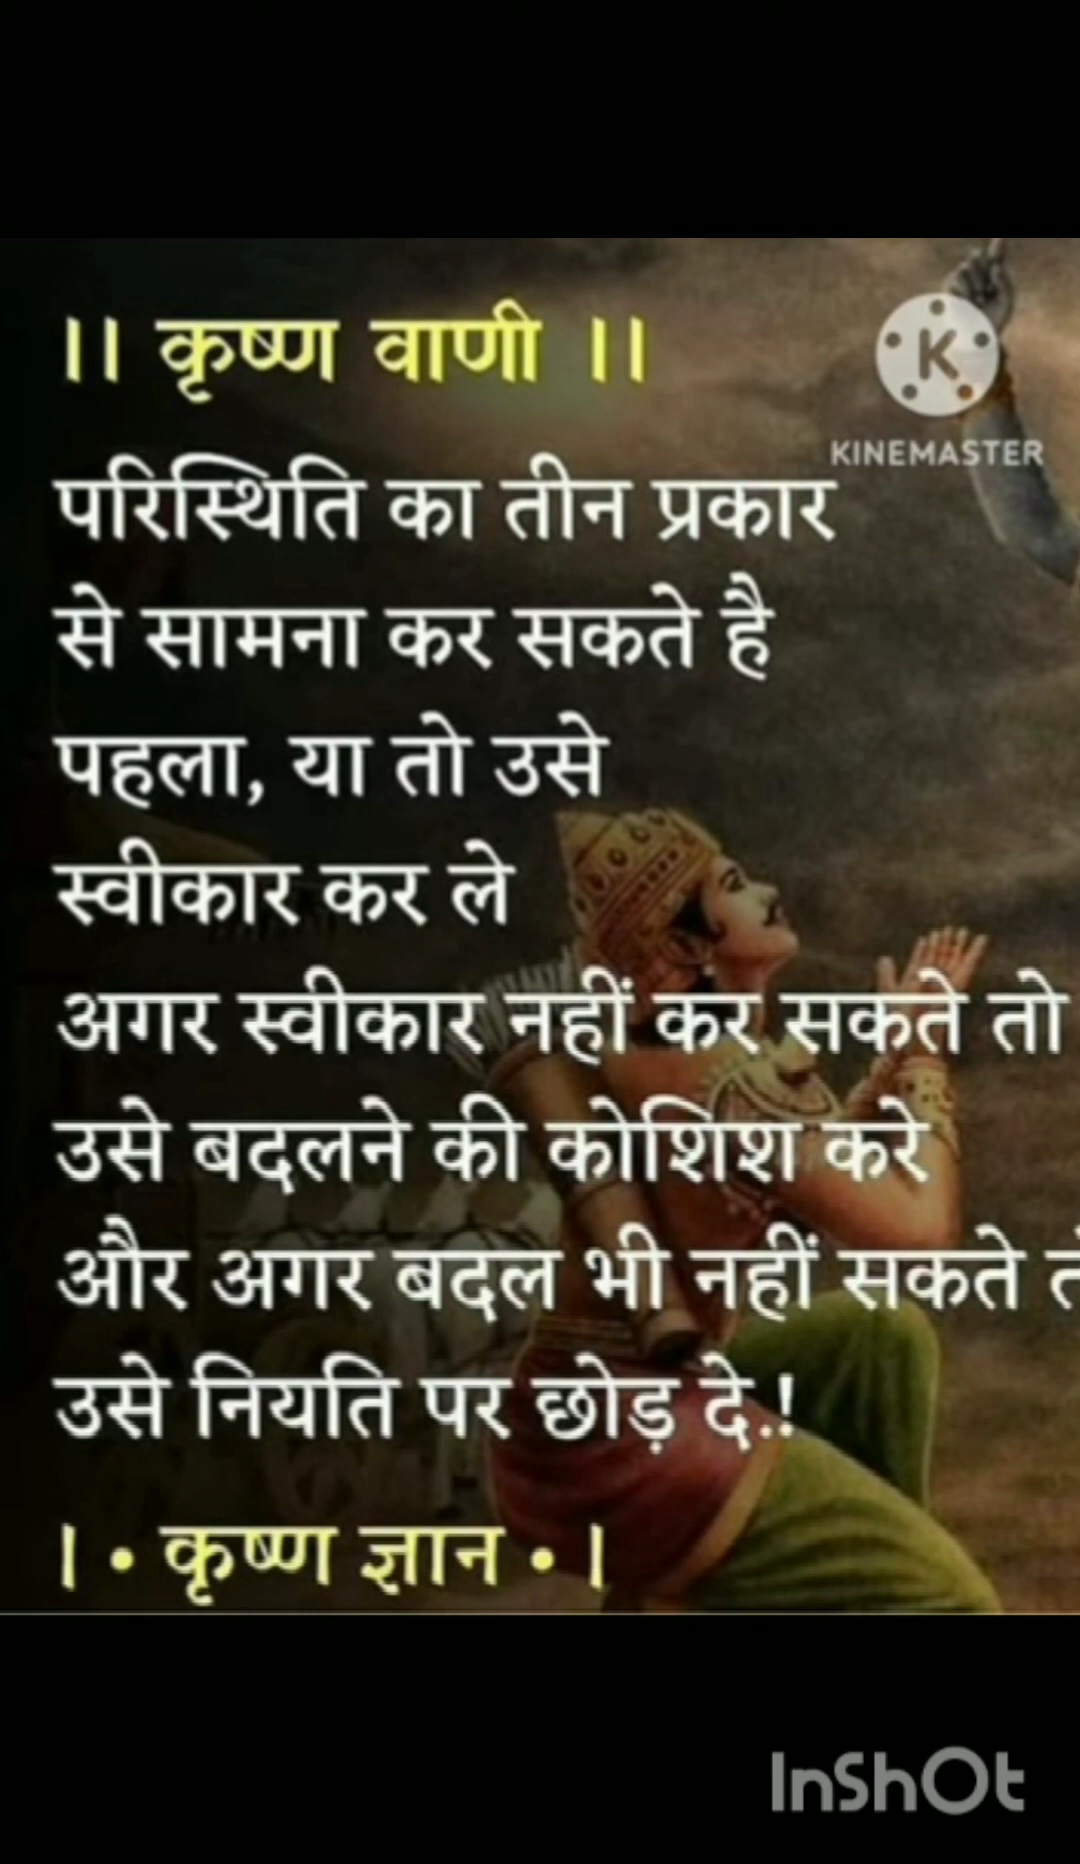 ।। कृष्ण वाणी ।।
KINEMASTER
परिस्थिति का तीन प्रकार
से सामना कर सकते है
पहला, या तो उसे
स्वीकार कर ले
अगर स्वीकार नहीं कर सकते तो
उसे बदलने की कोशिश करे
और अगर बदल भी नहीं सकते
उसे नियति पर छोड़ दे.!
। • कृष्ण ज्ञान • ।
InShOt